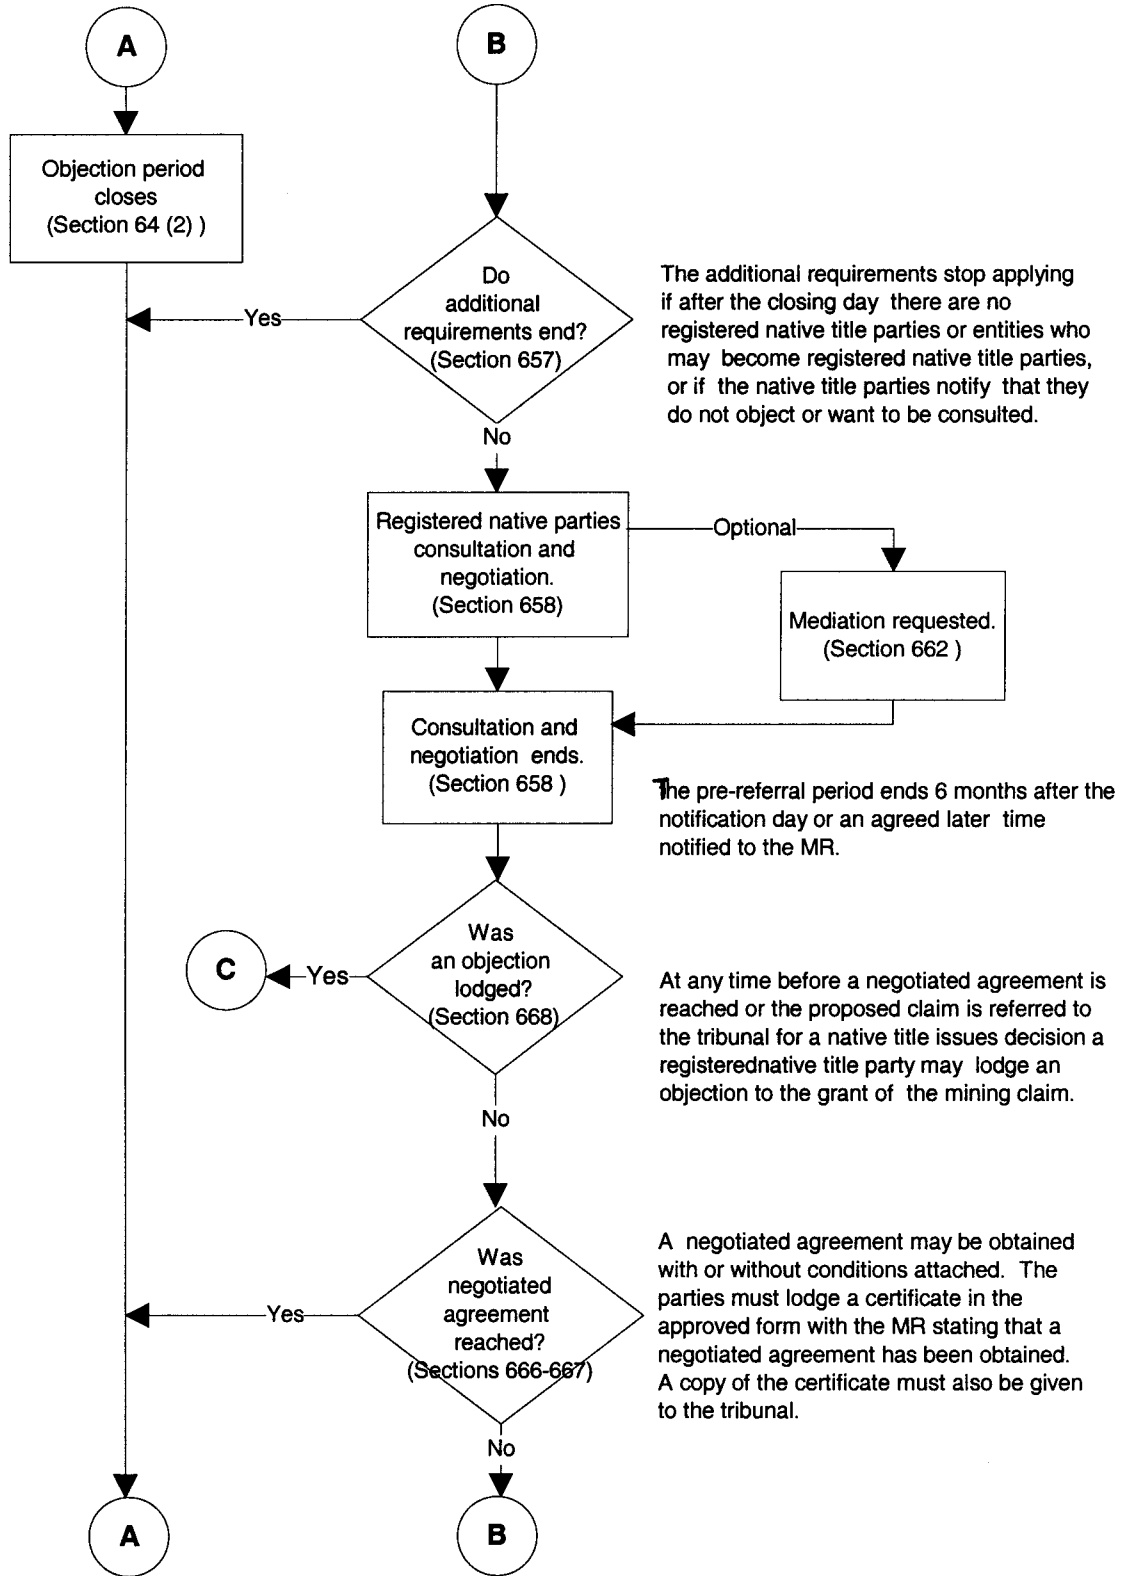 A
B
Objection period
closes
(Section 64 (2) )
Do
additional
requirements end?
(Section 657)
Yes
The additional requirements stop applying
if after the closing day there are no
registered native title parties or entities who
may become registered native title parties,
or if the native title parties notify that they
do not object or want to be consulted.
No
Registered native parties
consultation and
negotiation.
(Section 658)
Optional
Mediation requested.
(Section 662 )
Consultation and
negotiation ends.
(Section 658 )
The pre-referral period ends 6 months after the
notification day or an agreed later time
notified to the MR.
Was
an objection
lodged?
(Section 668)
Yes
C
At any time before a negotiated agreement is
reached or the proposed claim is referred to
the tribunal for a native title issues decision a
registerednative title party may lodge an
objection to the grant of the mining claim.
No
Was
negotiated
agreement
reached?
(Sections 666-667)
Yes
A negotiated agreement may be obtained
with or without conditions attached. The
parties must lodge a certificate in the
approved form with the MR stating that a
negotiated agreement has been obtained.
A copy of the certificate must also be given
to the tribunal.
No
A
B